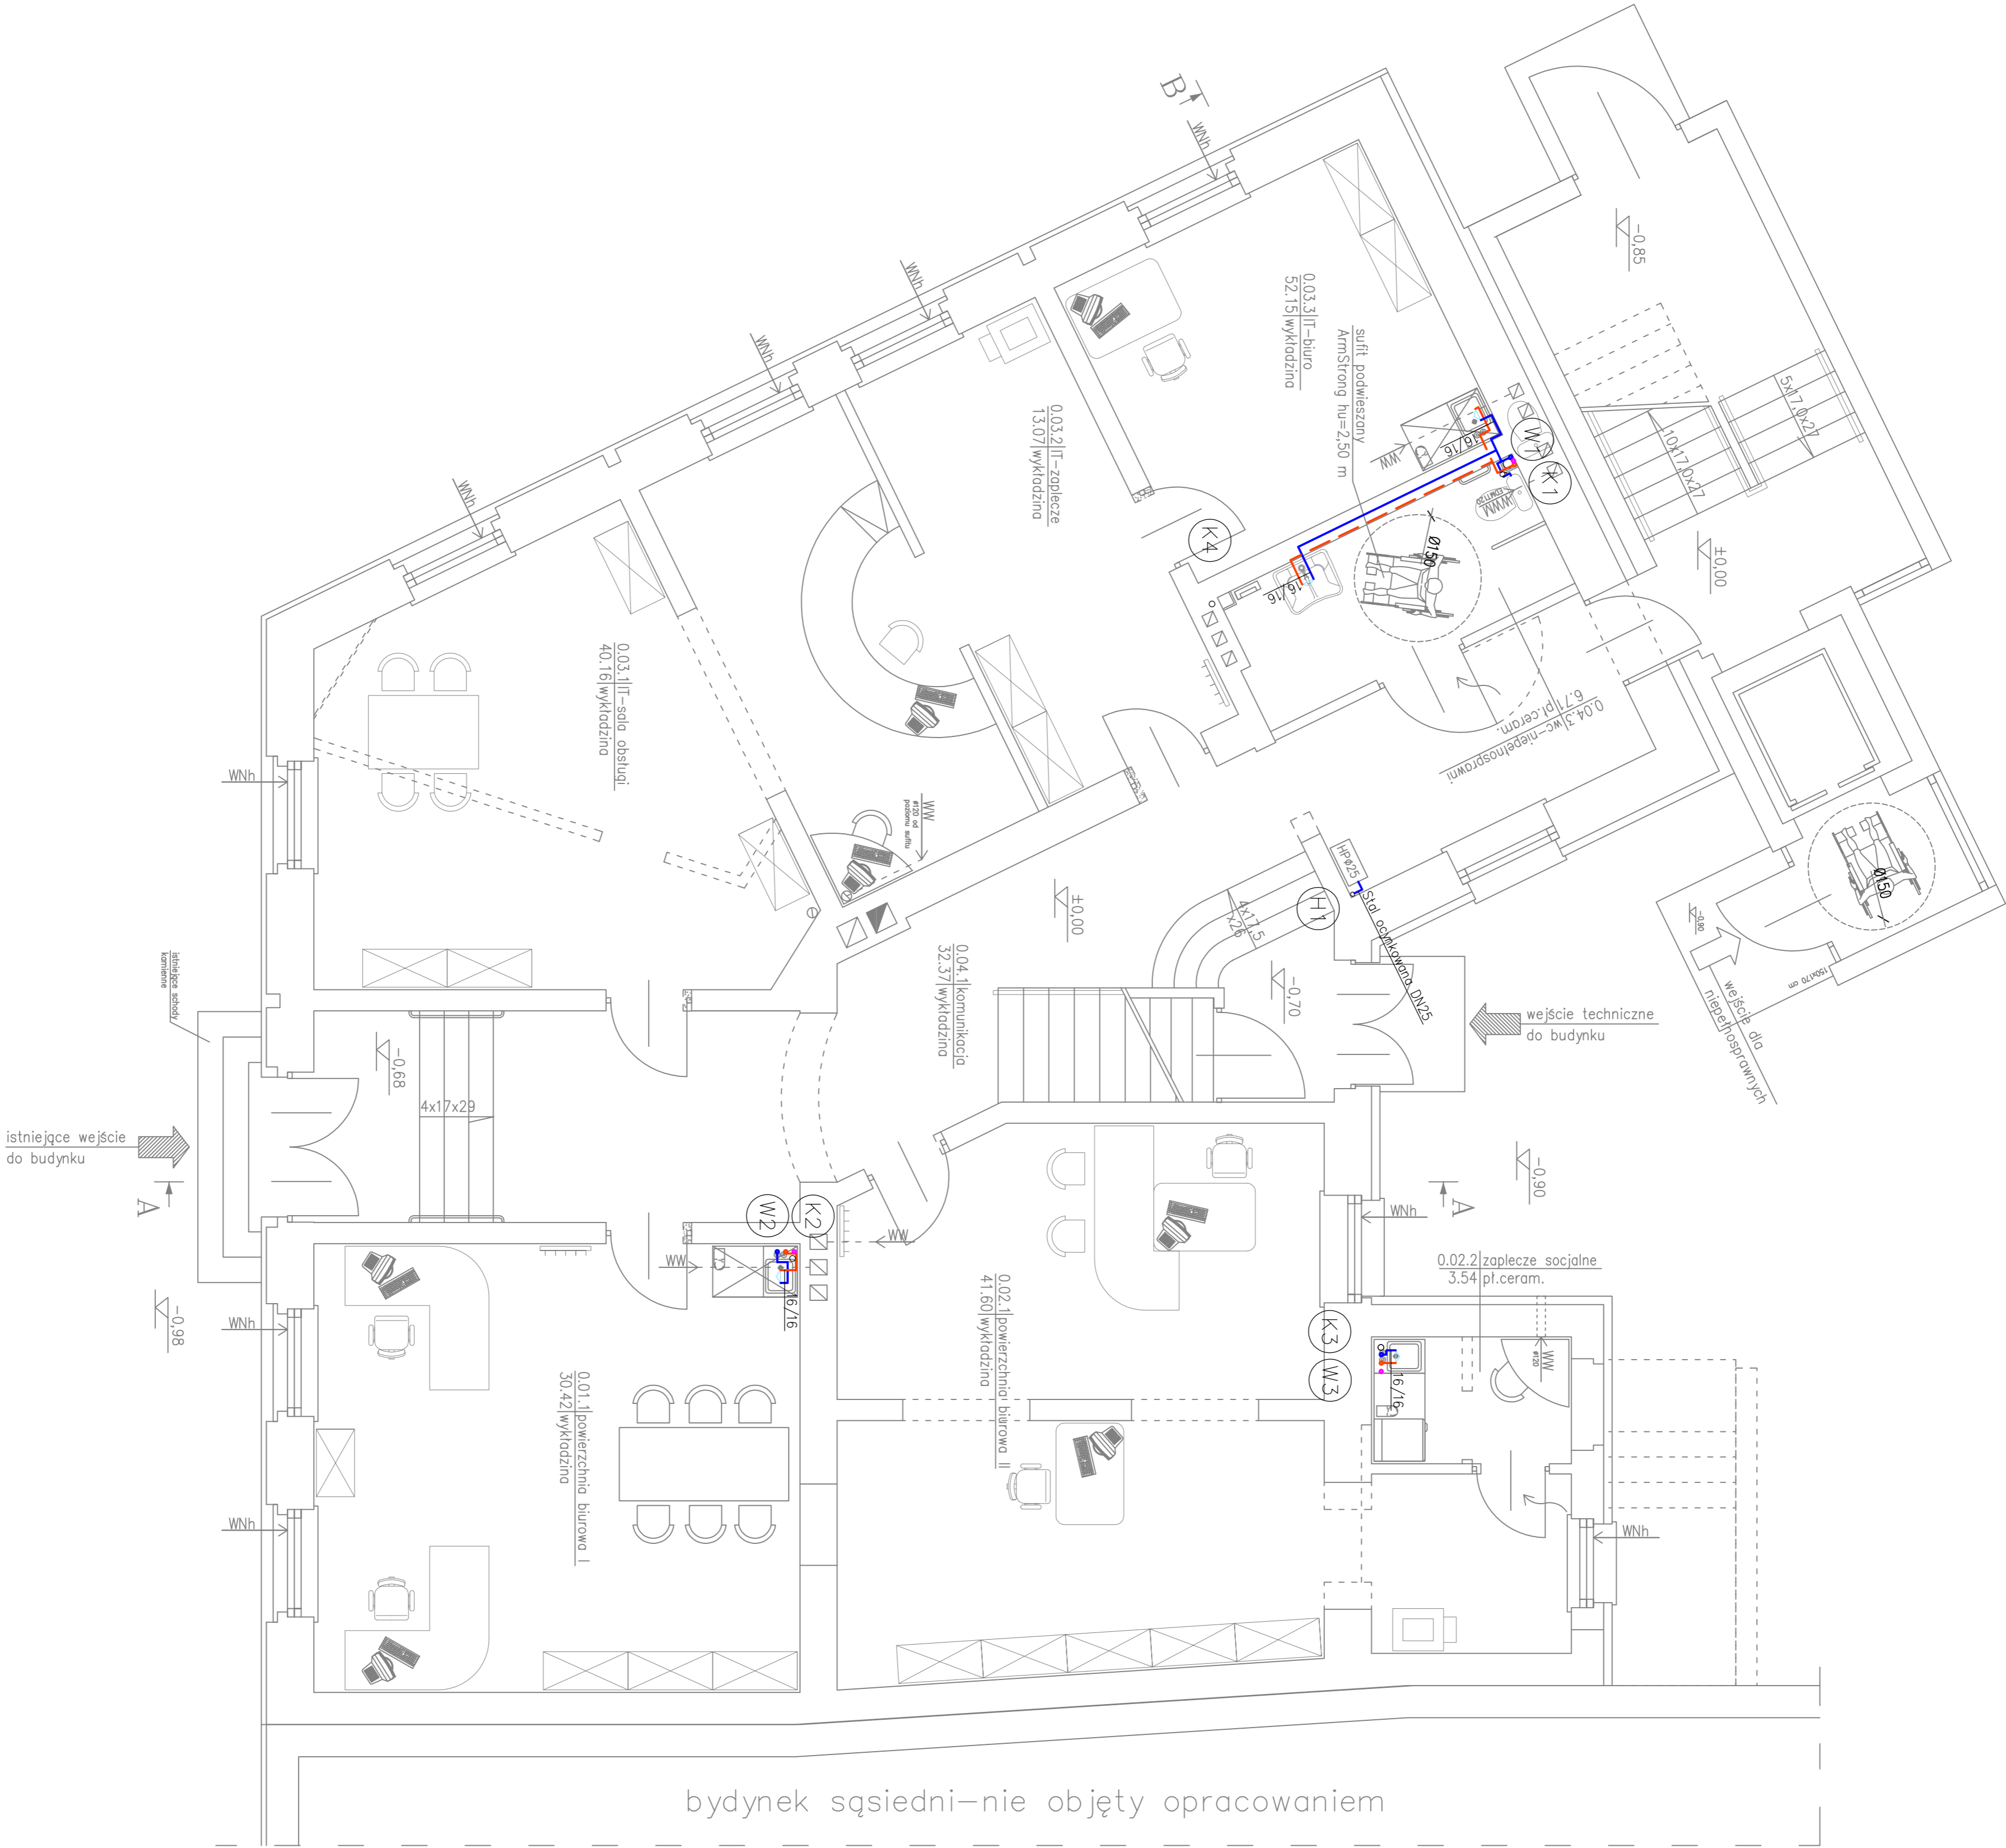 B
WNh
WNh
WNh
WNh
-0,85
5x17,0x27
10x17,0x27
±0,00
0.03.3 IT-biuro
52.15 wykładzina
sufit podwieszany
ArmStrong hu=2,50 m
0.03.2 IT-zaplecze
13.07 wykładzina
W1
K1
16/16
WW
WWM
K4
Ø150
16/16
0.04.3 wc-niepełnosprawni
6.71 pł.ceram.
0.03.1 IT-sala obsługi
40.16 wykładzina
WNh
WW
ø120 od
poziomu sufitu
±0,00
HPø25
H1
Stal ocynkowana DN25
4x17,5
x26
-0,70
0.04.1 komunikacja
32.37 wykładzina
Ø150
-0,90
150x170 cm
wejście dla
niepełnosprawnych
wejście techniczne
do budynku
istniejące schody
kamienne
-0,68
4x17x29
istniejące wejście
do budynku
A
-0,90
A
WNh
W2
K2
WW
WW
16/16
-0,98
WNh
0.02.1 powierzchnia biurowa II
41.60 wykładzina
0.02.2 zaplecze socjalne
3.54 pł.ceram.
K3
W3
16/16
WW
ø120
0.01.1 powierzchnia biurowa I
30.42 wykładzina
WNh
WNh
bydynek sąsiedni-nie objęty opracowaniem